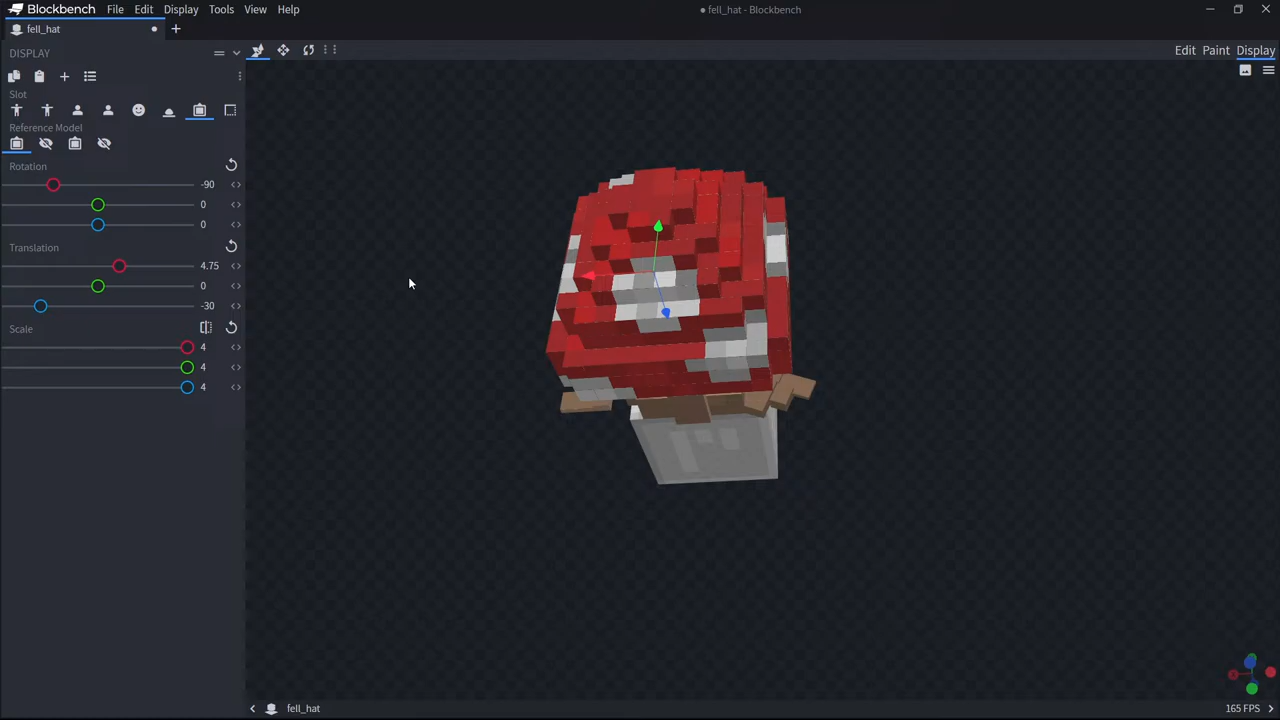 Blockbench File Edit Display Tools View Help fell_hat - Blockbench
fell_hat
DISPLAY
Edit Paint Display
Slot
Reference Model
Rotation
-90
0
0
Translation
4.75
0
-30
Scale
4
4
4
fell_hat
165 FPS